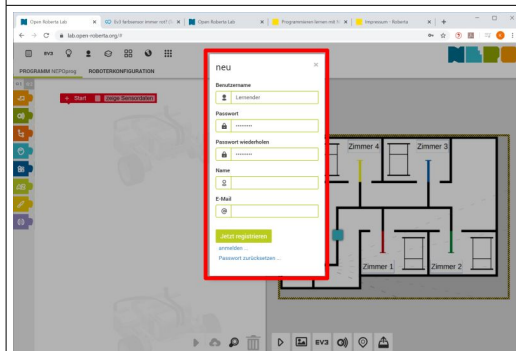 Open Roberta Lab
Ev3 farbsensor immer rot?
Open Roberta Lab
Programmieren lernen mit
Impressum - Roberta
lab.open-roberta.org/#
EV3
PROGRAMM NEPOprog
ROBOTERKONFIGURATION
Start
zeige Sensordaten
neu
Benutzername
Lernender
Passwort
Passwort wiederholen
Name
E-Mail
@
Jetzt registrieren
anmelden ...
Passwort zurücksetzen ...
Zimmer 4
Zimmer 3
Zimmer 1
Zimmer 2
EV3